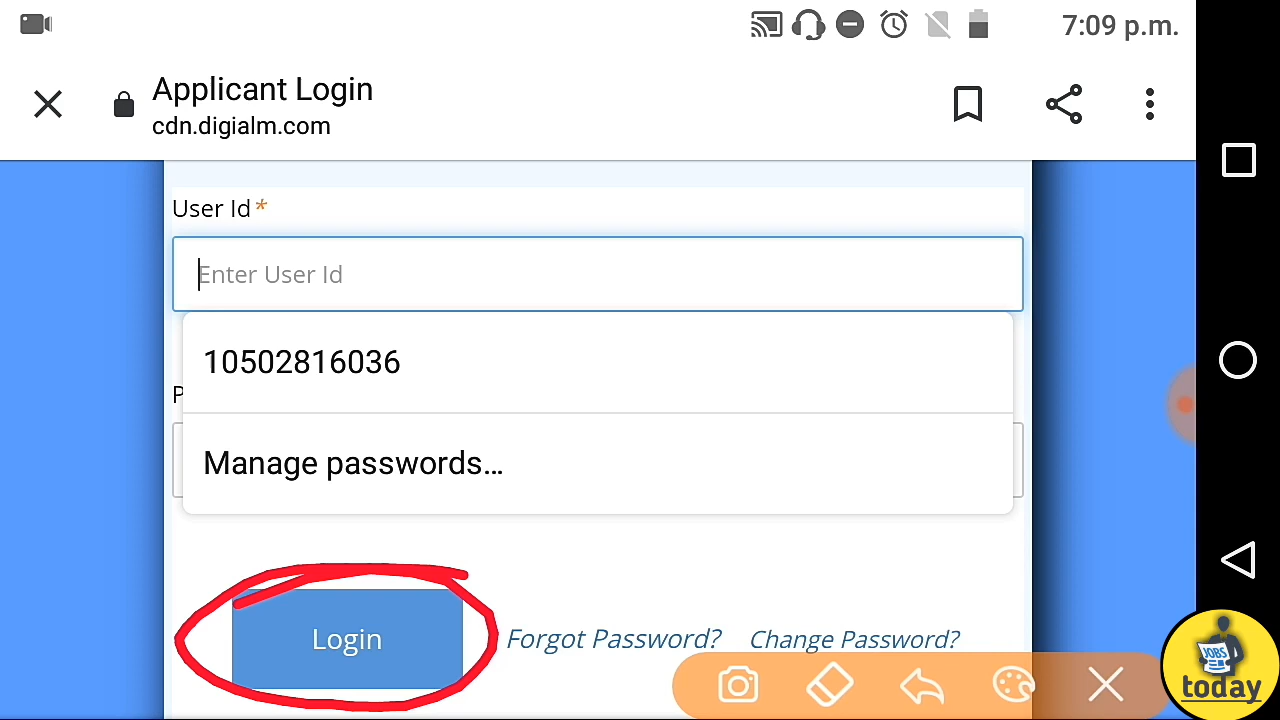 7:09 p.m.
Applicant Login
cdn.digialm.com
User Id*
Enter User Id
10502816036
P
Manage passwords...
Login
Forgot Password?
Change Password?
JOBS
today